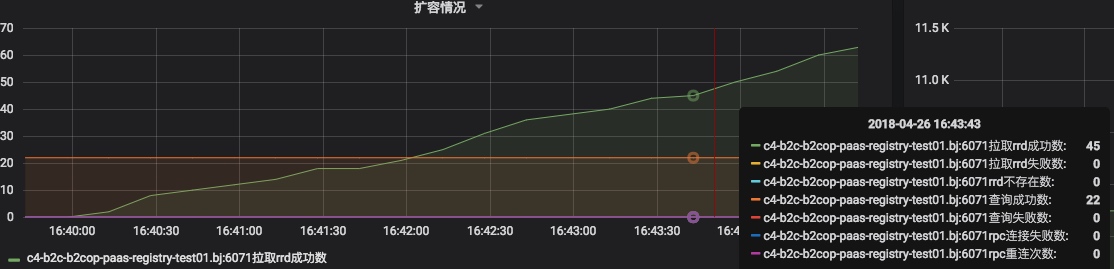 扩容情况
70
60
50
40
30
20
10
0
16:40:00 16:40:30 16:41:00 16:41:30 16:42:00 16:42:30 16:43:00 16:43:30 16:4
c4-b2c-b2cop-paas-registry-test01.bj:6071拉取rrd成功数
11.5 K
11.0 K
2018-04-26 16:43:43
c4-b2c-b2cop-paas-registry-test01.bj:6071拉取rrd成功数: 45
c4-b2c-b2cop-paas-registry-test01.bj:6071拉取rrd失败数: 0
c4-b2c-b2cop-paas-registry-test01.bj:6071rrd不存在数: 0
c4-b2c-b2cop-paas-registry-test01.bj:6071查询成功数: 22
c4-b2c-b2cop-paas-registry-test01.bj:6071查询失败数: 0
c4-b2c-b2cop-paas-registry-test01.bj:6071rpc连接失败数: 0
c4-b2c-b2cop-paas-registry-test01.bj:6071rpc重连次数: 0